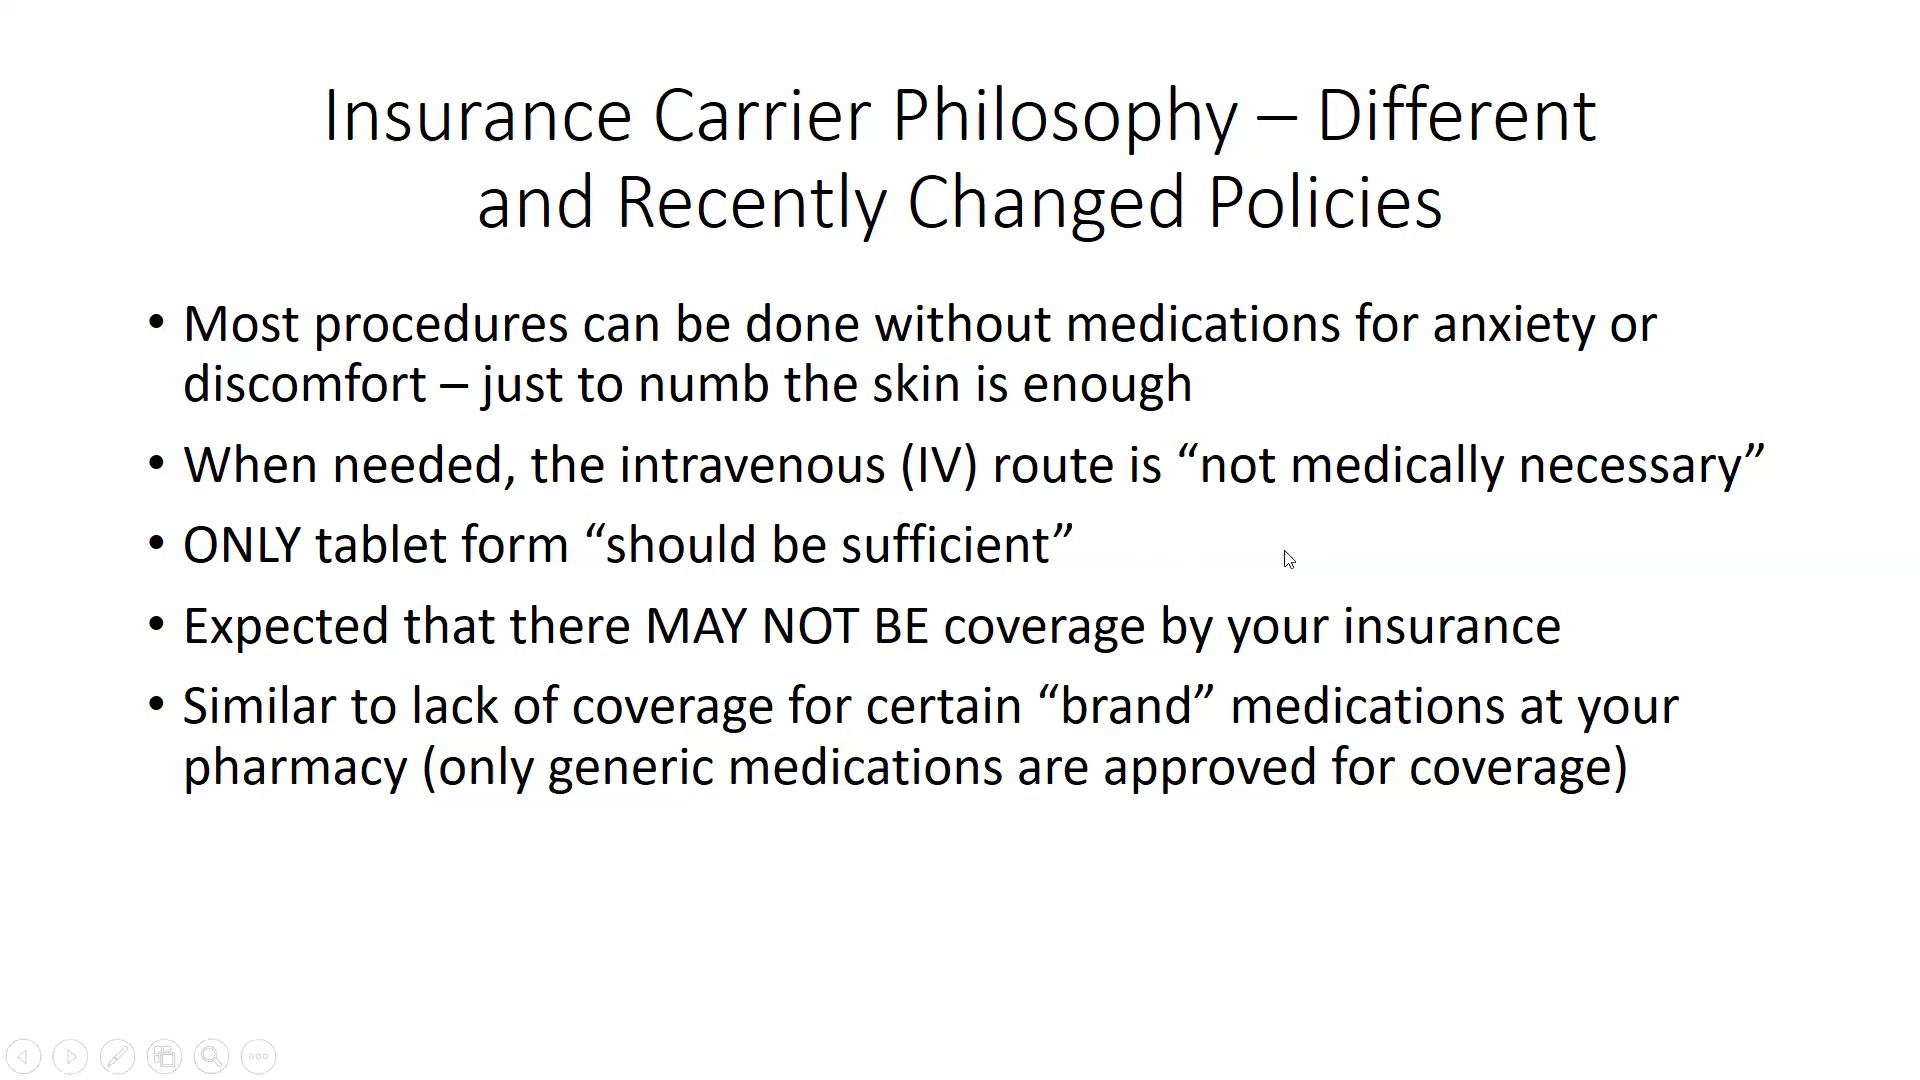 Insurance Carrier Philosophy – Different
and Recently Changed Policies
• Most procedures can be done without medications for anxiety or
discomfort – just to numb the skin is enough
• When needed, the intravenous (IV) route is “not medically necessary”
• ONLY tablet form “should be sufficient”
• Expected that there MAY NOT BE coverage by your insurance
• Similar to lack of coverage for certain “brand” medications at your
pharmacy (only generic medications are approved for coverage)